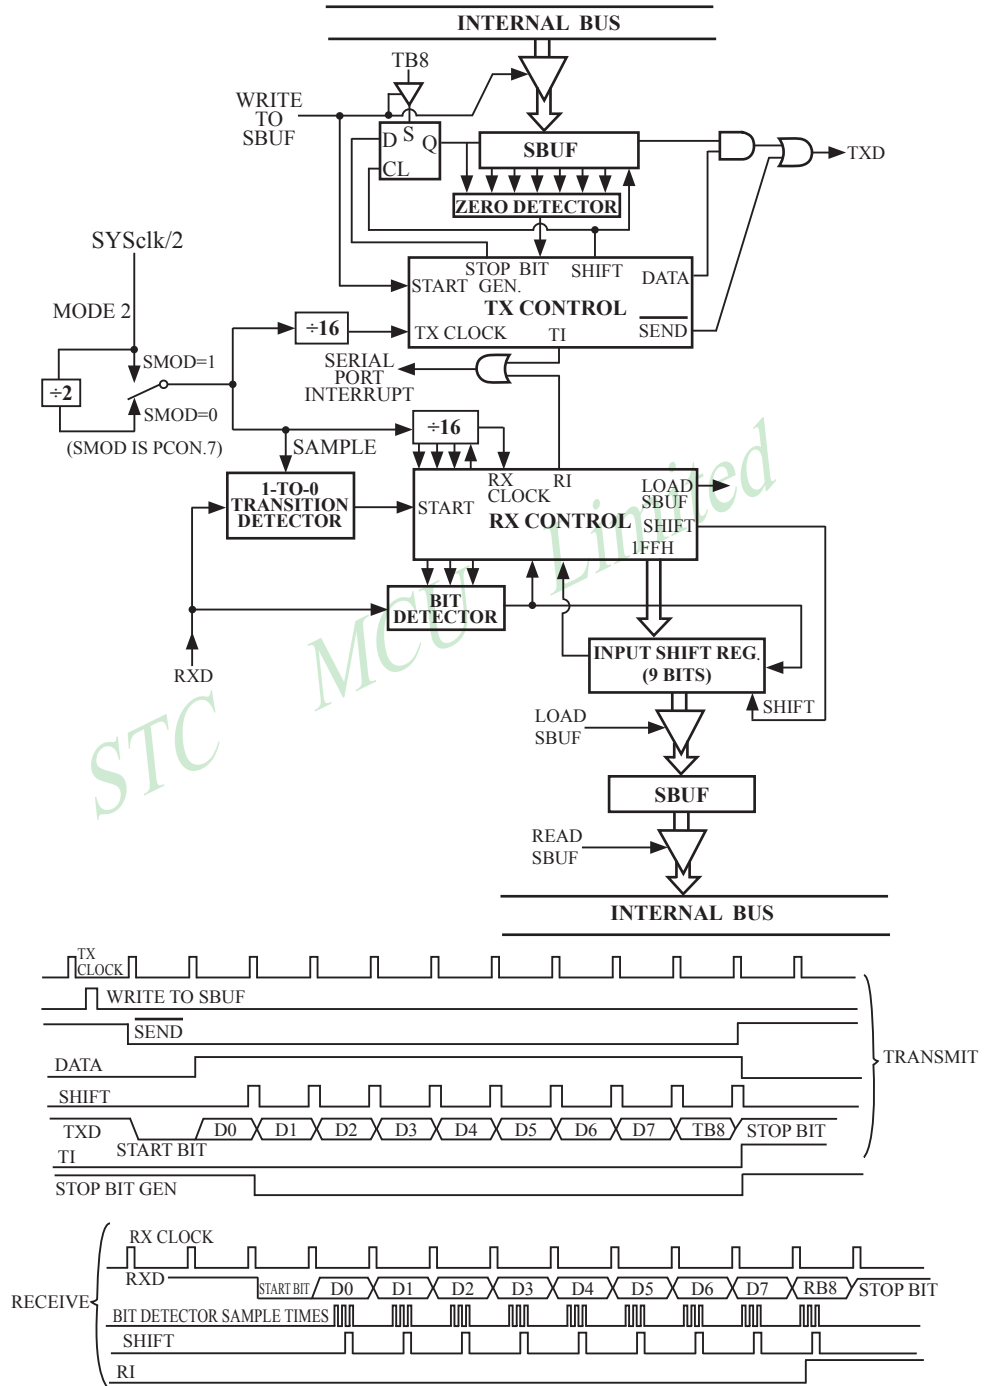 INTERNAL BUS
TB8
WRITE
TO
SBUF
D S Q
CL
SBUF
TXD
ZERO DETECTOR
SYSclk/2
STOP BIT
GEN.
SHIFT
DATA
START
TX CONTROL
MODE 2
÷16
TX CLOCK
TI
SEND
SMOD=1
SERIAL
PORT
INTERRUPT
÷2
SMOD=0
(SMOD IS PCON.7)
SAMPLE
÷16
1-TO-0
TRANSITION
DETECTOR
START
RX
CLOCK
RI
LOAD
SBUF
RX CONTROL
SHIFT
1FFH
BIT
DETECTOR
RXD
INPUT SHIFT REG.
(9 BITS)
SHIFT
LOAD
SBUF
SBUF
READ
SBUF
INTERNAL BUS
STC MCU Limited
TX
CLOCK
WRITE TO SBUF
SEND
DATA
TRANSMIT
SHIFT
TXD
START BIT
D0 D1 D2 D3 D4 D5 D6 D7 TB8 STOP BIT
TI
STOP BIT GEN
RX CLOCK
RXD
START BIT D0 D1 D2 D3 D4 D5 D6 D7 RB8 STOP BIT
RECEIVE
BIT DETECTOR SAMPLE TIMES
SHIFT
RI